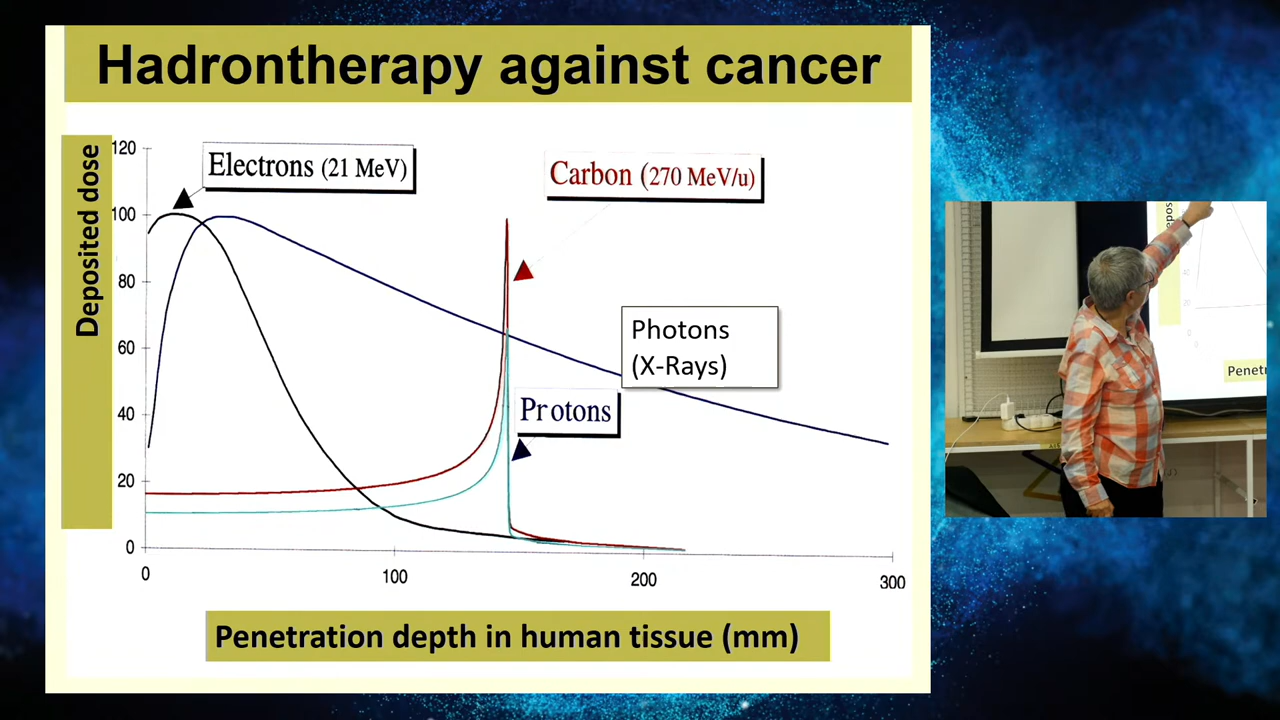 Hadrontherapy against cancer
Deposited dose
120
100
80
60
40
20
0
Electrons (21 MeV)
Carbon (270 MeV/u)
Photons
(X-Rays)
Protons
0
100
200
300
Penetration depth in human tissue (mm)